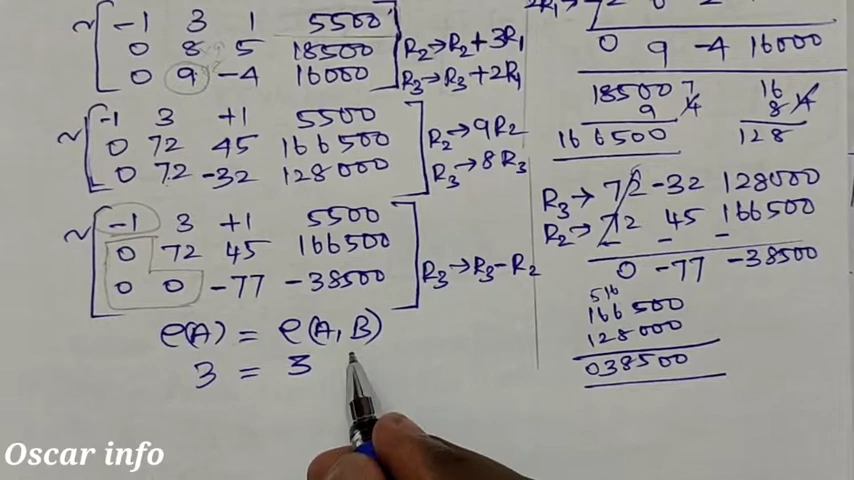 ~ [ -1 3 1 5500
0 8 5 18500
0 9 -4 16000 ]
R₂→R₂+3R₁
R₃→R₃+2R₁
~ [ -1 3 +1 5500
0 72 45 166500
0 72 -32 128000 ]
R₂→9R₂
R₃→8R₃
~ [ -1 3 +1 5500
0 72 45 166500
0 0 -77 -38500 ]
R₃→R₃-R₂
ρ(A) = ρ(A, B)
3 = 3
0 9 -4 16000
18500
9
166500
16
8
128
R₃→ 72 -32 128000
R₂→ 72 45 166500
- - -
0 -77 -38500
516
166500
128000
038500
Oscar info